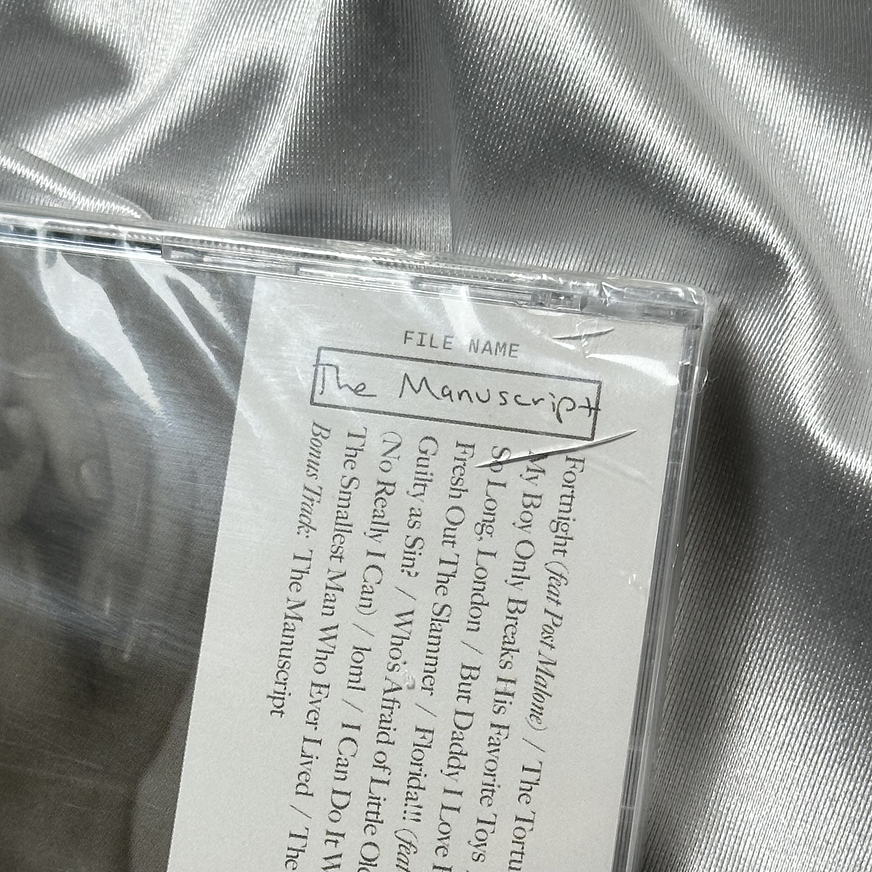 FILE NAME
The Manuscript
Fortnight (feat Post Malone) / The
My Boy Only Breaks His Favorite Toys
So Long, London / But Daddy I Love
Fresh Out The Slammer / Florida!!! (feat
Guilty as Sin? / Who's Afraid of Little
(No Really I Can) / loml / I Can Do It
The Smallest Man Who Ever Lived / The
Bonus Track: The Manuscript